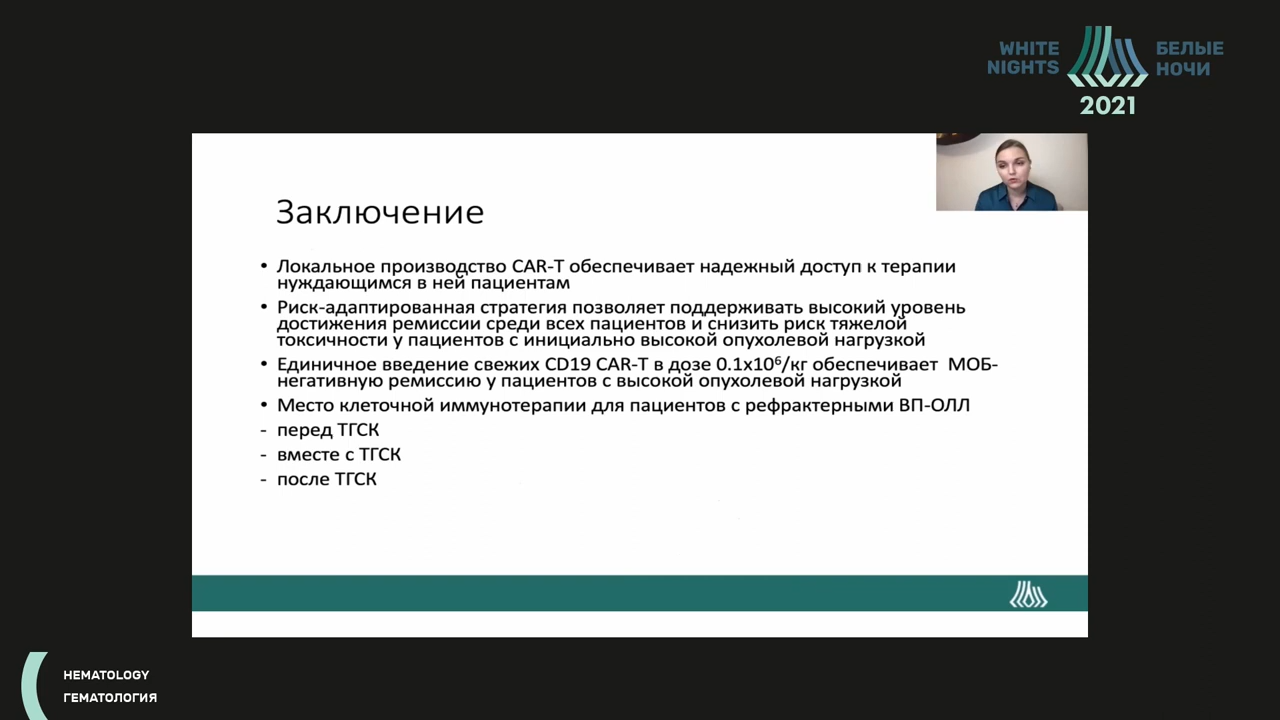 WHITE
NIGHTS
БЕЛЫЕ
НОЧИ
2021
Заключение
• Локальное производство CAR-T обеспечивает надежный доступ к терапии
нуждающимся в ней пациентам
• Риск-адаптированная стратегия позволяет поддерживать высокий уровень
достижения ремиссии среди всех пациентов и снизить риск тяжелой
токсичности у пациентов с инициально высокой опухолевой нагрузкой
• Единичное введение свежих CD19 CAR-T в дозе 0.1х10⁶/кг обеспечивает МОБ-
негативную ремиссию у пациентов с высокой опухолевой нагрузкой
• Место клеточной иммунотерапии для пациентов с рефрактерными ВП-ОЛЛ
- перед ТГСК
- вместе с ТГСК
- после ТГСК
HEMATOLOGY
ГЕМАТОЛОГИЯ